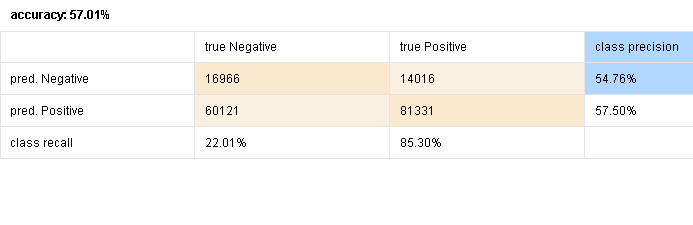 accuracy: 57.01%
true Negative true Positive class precision
pred. Negative 16966 14016 54.76%
pred. Positive 60121 81331 57.50%
class recall 22.01% 85.30%